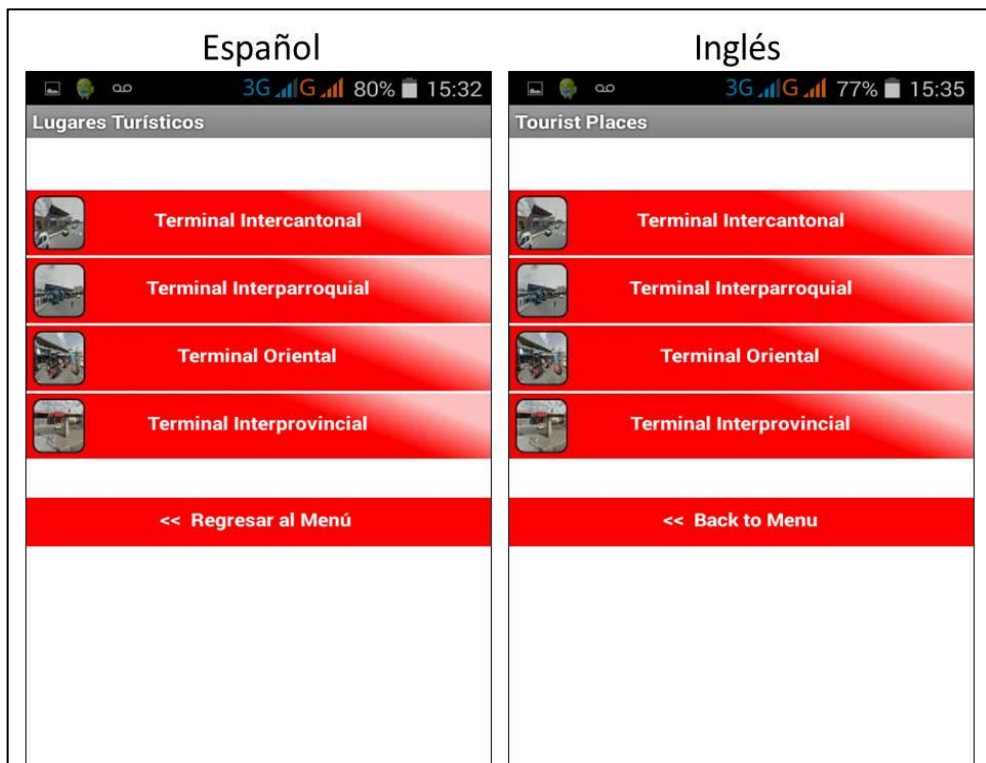 Español
3G G 80% 15:32
Lugares Turísticos
Terminal Intercantonal
Terminal Interparroquial
Terminal Oriental
Terminal Interprovincial
<< Regresar al Menú
Inglés
3G G 77% 15:35
Tourist Places
Terminal Intercantonal
Terminal Interparroquial
Terminal Oriental
Terminal Interprovincial
<< Back to Menu